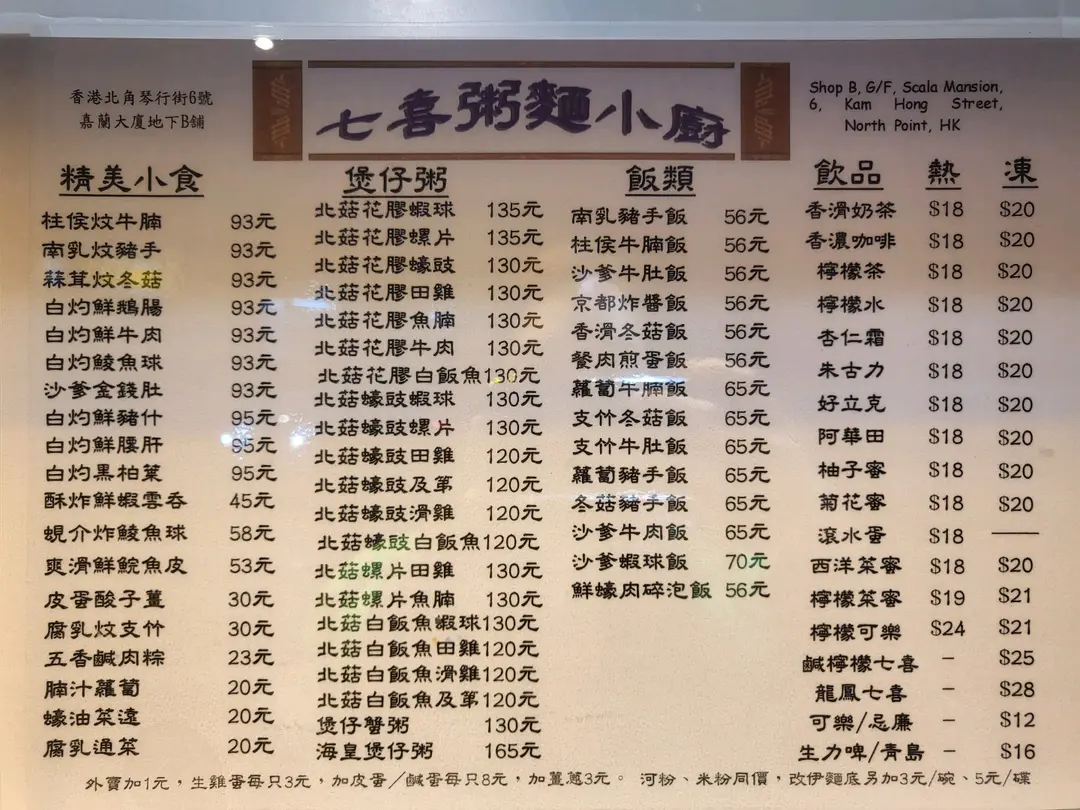 香港北角琴行街6號
嘉蘭大廈地下B舖
七喜粥麵小廚
Shop B, G/F, Scala Mansion,
6, Kam Hong Street,
North Point, HK
精美小食
柱侯炆牛腩 93元
南乳炆豬手 93元
蒜茸炆冬菇 93元
白灼鮮鵝腸 93元
白灼鮮牛肉 93元
白灼鯪魚球 93元
沙爹金錢肚 93元
白灼鮮豬什 95元
白灼鮮腰肝 95元
白灼黑柏葉 95元
酥炸鮮蝦雲吞 45元
蜆介炸鯪魚球 58元
爽滑鮮鯇魚皮 53元
皮蛋酸子薑 30元
腐乳炆支竹 30元
五香鹹肉粽 23元
腩汁蘿蔔 20元
蠔油菜遠 20元
腐乳通菜 20元
煲仔粥
北菇花膠蝦球 135元
北菇花膠螺片 135元
北菇花膠蠔豉 130元
北菇花膠田雞 130元
北菇花膠魚腩 130元
北菇花膠牛肉 130元
北菇花膠白飯魚130元
北菇蠔豉蝦球 130元
北菇蠔豉螺片 130元
北菇蠔豉田雞 120元
北菇蠔豉及第 120元
北菇蠔豉滑雞 120元
北菇蠔豉白飯魚120元
北菇螺片田雞 130元
北菇螺片魚腩 130元
北菇白飯魚蝦球130元
北菇白飯魚田雞120元
北菇白飯魚滑雞120元
北菇白飯魚及第120元
煲仔蟹粥 130元
海皇煲仔粥 165元
飯類
南乳豬手飯 56元
柱侯牛腩飯 56元
沙爹牛肚飯 56元
京都炸醬飯 56元
香滑冬菇飯 56元
餐肉煎蛋飯 56元
蘿蔔牛腩飯 65元
支竹冬菇飯 65元
支竹牛肚飯 65元
蘿蔔豬手飯 65元
冬菇豬手飯 65元
沙爹牛肉飯 65元
沙爹蝦球飯 70元
鮮蠔肉碎泡飯 56元
飲品 熱 凍
香滑奶茶 $18 $20
香濃咖啡 $18 $20
檸檬茶 $18 $20
檸檬水 $18 $20
杏仁霜 $18 $20
朱古力 $18 $20
好立克 $18 $20
阿華田 $18 $20
柚子蜜 $18 $20
菊花蜜 $18 $20
滾水蛋 $18 —
西洋菜蜜 $18 $20
檸檬菜蜜 $19 $21
檸檬可樂 $24 $21
鹹檸檬七喜 – $25
龍鳳七喜 – $28
可樂/忌廉 – $12
生力啤/青島 – $16
外賣加1元，生雞蛋每只3元，加皮蛋/鹹蛋每只8元，加薑蔥3元。 河粉、米粉同價，改伊麵底另加3元/碗、5元/碟